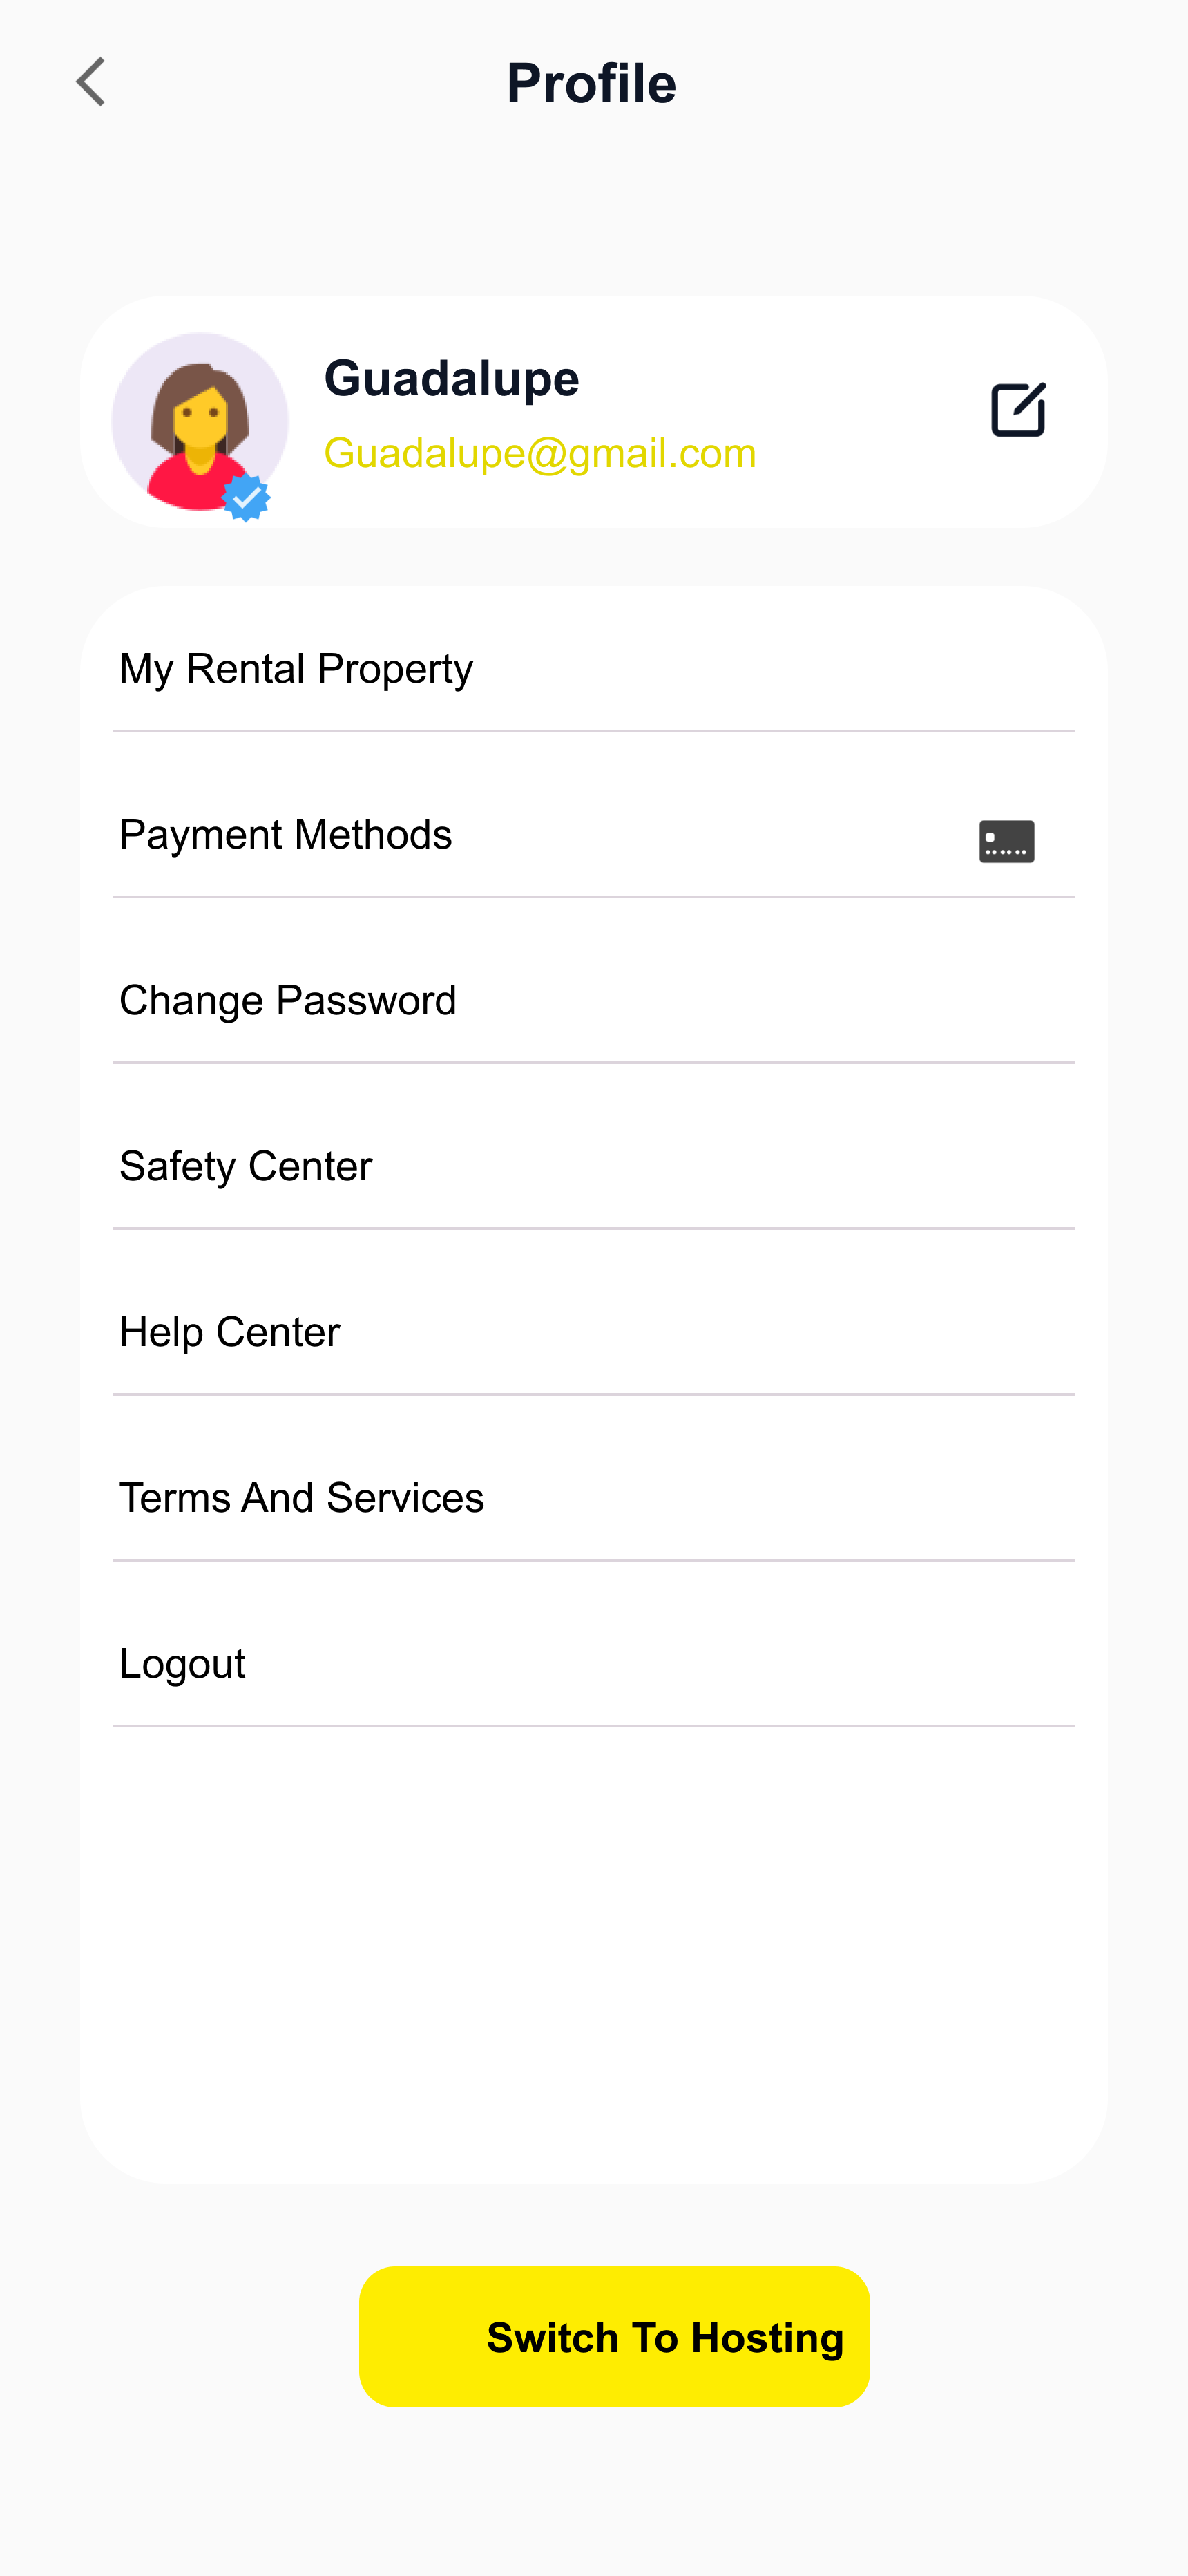 Profile
Guadalupe
Guadalupe@gmail.com
My Rental Property
Payment Methods
Change Password
Safety Center
Help Center
Terms And Services
Logout
Switch To Hosting